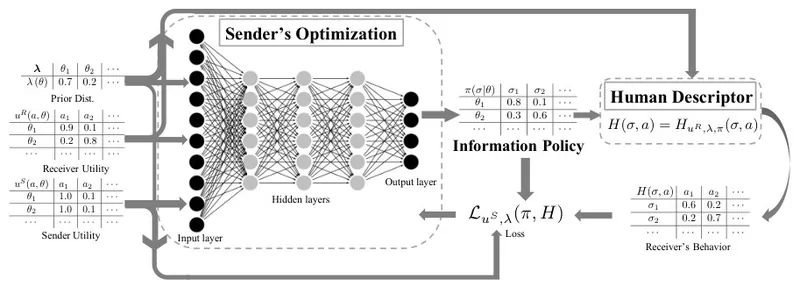 Sender's Optimization
λ θ1 θ2 ···
λ(θ) 0.7 0.2 ···
Prior Dist.
u^R(a,θ) a1 a2 ···
θ1 0.9 0.1 ···
θ2 0.2 0.8 ···
··· ··· ··· ···
Receiver Utility
u^S(a,θ) a1 a2 ···
θ1 1.0 0.1 ···
θ2 1.0 0.1 ···
··· ··· ··· ···
Sender Utility
Input layer
Hidden layers
Output layer
π(σ|θ) σ1 σ2 ···
θ1 0.8 0.1 ···
θ2 0.3 0.6 ···
··· ··· ··· ···
Information Policy
Human Descriptor
H(σ, a) = H_{u^R,λ,π}(σ, a)
L_{u^S,λ}(π, H)
Loss
H(σ, a) a1 a2 ···
σ1 0.6 0.2 ···
σ2 0.2 0.7 ···
··· ··· ··· ···
Receiver's Behavior